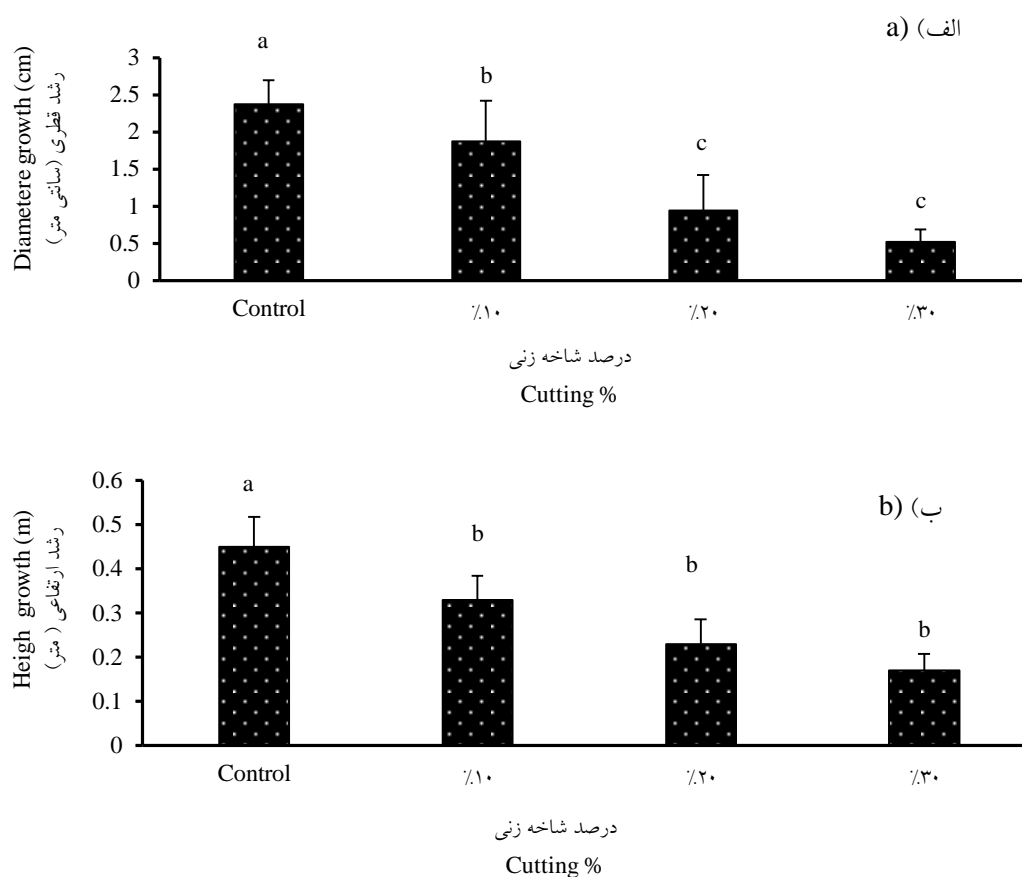 الف) (a
a
b
c
c
3
2.5
2
1.5
1
0.5
0
Diametere growth (cm)
رشد قطری (سانتی متر)
Control
٪۱۰
٪۲۰
٪۳۰
درصد شاخه زنی
Cutting %
ب) (b
a
b
b
b
0.6
0.5
0.4
0.3
0.2
0.1
0
Heigh growth (m)
رشد ارتفاعی ( متر)
Control
٪۱۰
٪۲۰
٪۳۰
درصد شاخه زنی
Cutting %